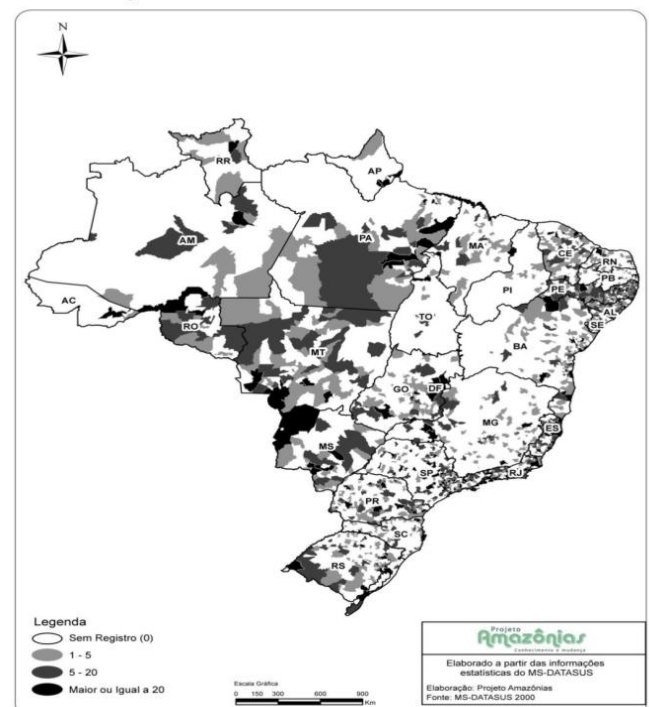 N
RR
AP
AM
PA
MA
CE
RN
PB
PI
PE
AC
AL
TO
SE
RO
BA
MT
GO
DF
MG
MS
ES
SP
RJ
PR
SC
RS
Legenda
Sem Registro (0)
1 - 5
5 - 20
Maior ou Igual a 20
Escala Gráfica
0 150 300 600 900
Km
Projeto
Amazônias
Conhecimento e mudança
Elaborado a partir das informações
estatísticas do MS-DATASUS
Elaboração: Projeto Amazônias
Fonte: MS-DATASUS 2000